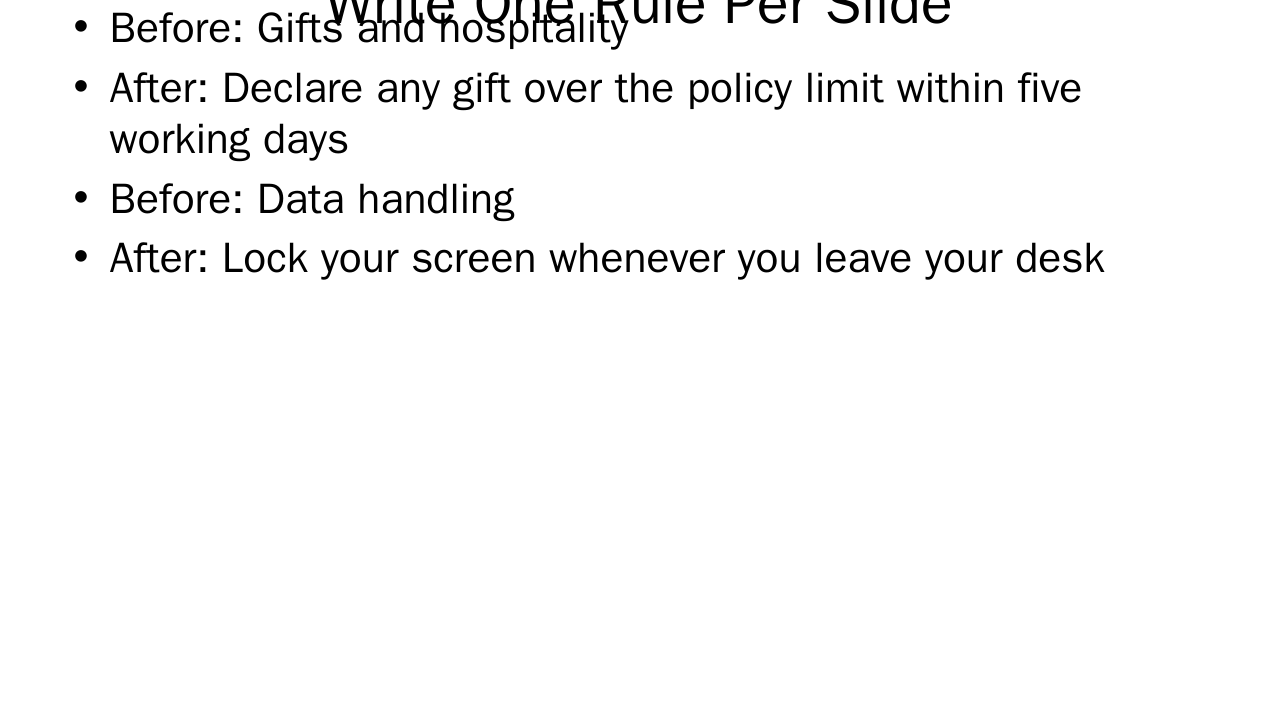 Write One Rule Per Slide
• Before: Gifts and hospitality
• After: Declare any gift over the policy limit within five
working days
• Before: Data handling
• After: Lock your screen whenever you leave your desk